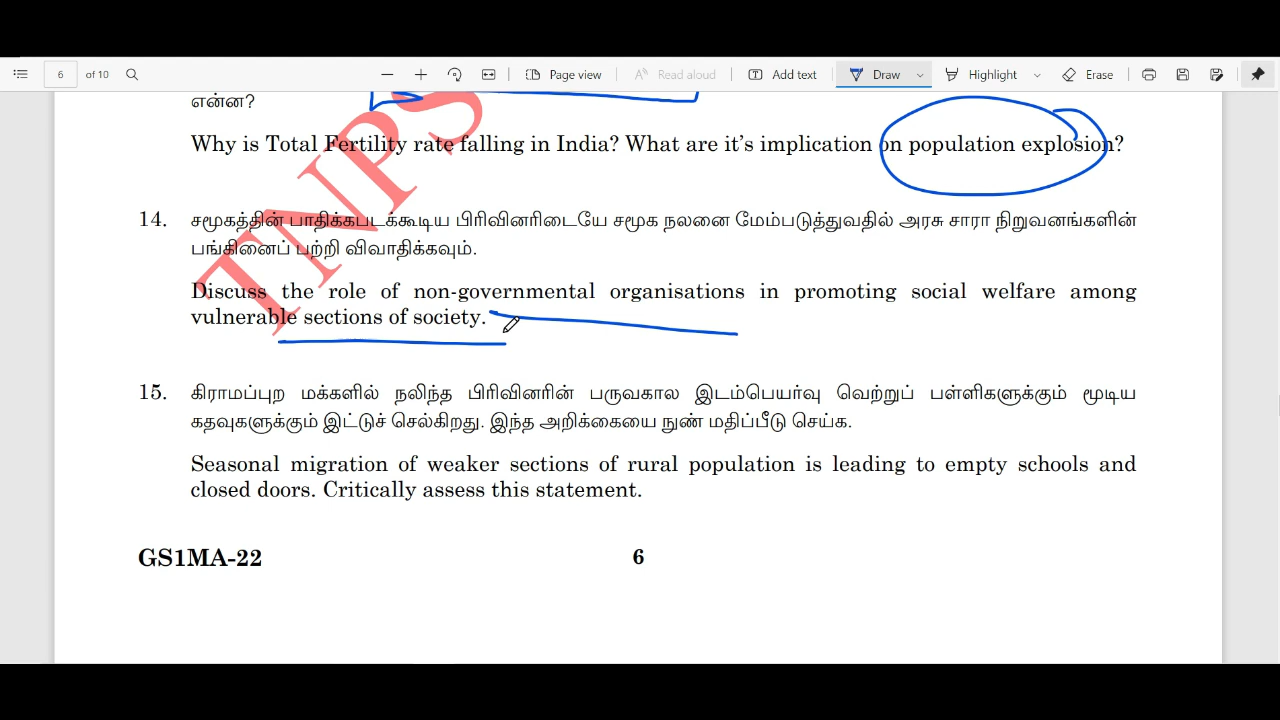 6 of 10 Page view Read aloud Add text Draw Highlight Erase
என்ன?
Why is Total Fertility rate falling in India? What are it's implication on population explosion?
14. சமூகத்தின் பாதிக்கபடக்கூடிய பிரிவினரிடையே சமூக நலனை மேம்படுத்துவதில் அரசு சாரா நிறுவனங்களின்
பங்கினைப் பற்றி விவாதிக்கவும்.
Discuss the role of non-governmental organisations in promoting social welfare among
vulnerable sections of society.
15. கிராமப்புற மக்களில் நலிந்த பிரிவினரின் பருவகால இடம்பெயர்வு வெற்றுப் பள்ளிகளுக்கும் மூடிய
கதவுகளுக்கும் இட்டுச் செல்கிறது. இந்த அறிக்கையை நுண் மதிப்பீடு செய்க.
Seasonal migration of weaker sections of rural population is leading to empty schools and
closed doors. Critically assess this statement.
GS1MA-22 6
TNPS